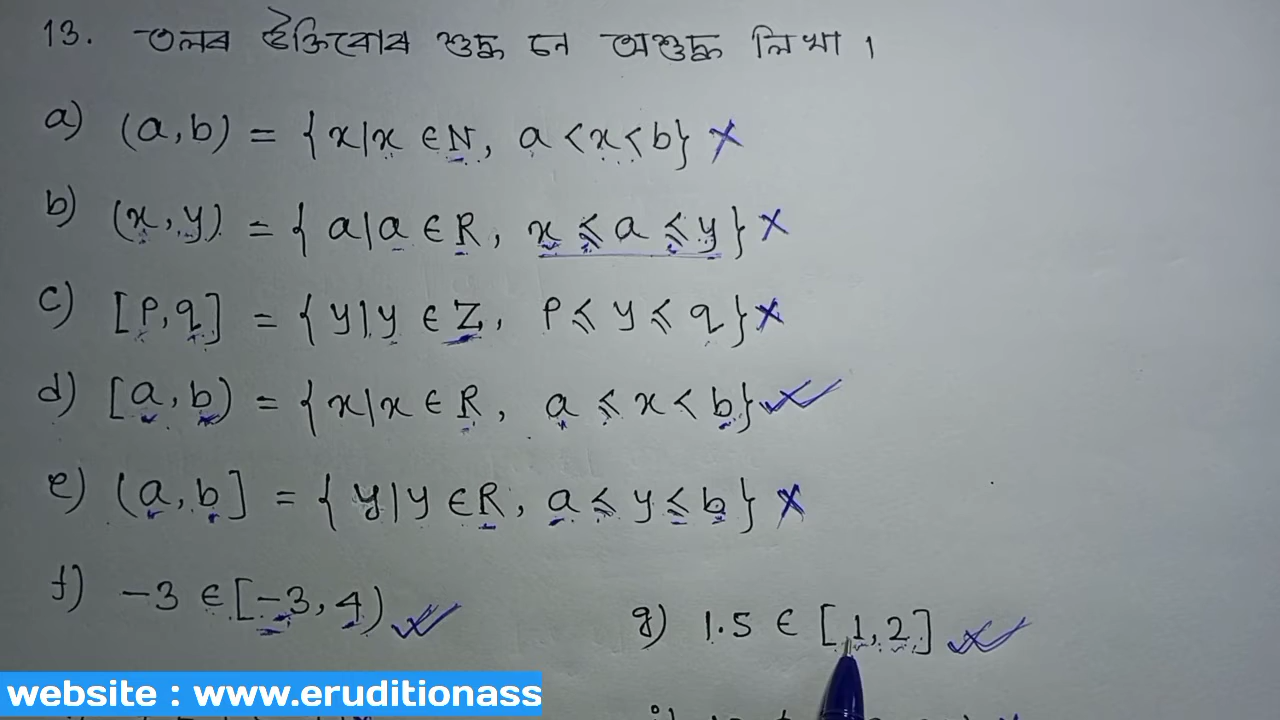 13. তলৰ উক্তিবোৰ শুদ্ধ নে অশুদ্ধ লিখা।
a) (a,b) = {x|x ∈ N, a < x < b} ×
b) (x,y) = {a|a ∈ R, x ≤ a ≤ y} ×
c) [P,q] = {y|y ∈ Z, P ≤ y ≤ q} ×
d) [a,b) = {x|x ∈ R, a ≤ x < b} ✓
e) (a,b] = {y|y ∈ R, a ≤ y ≤ b} ×
f) -3 ∈ [-3,4) ✓
g) 1.5 ∈ [1,2] ✓
website : www.eruditionass